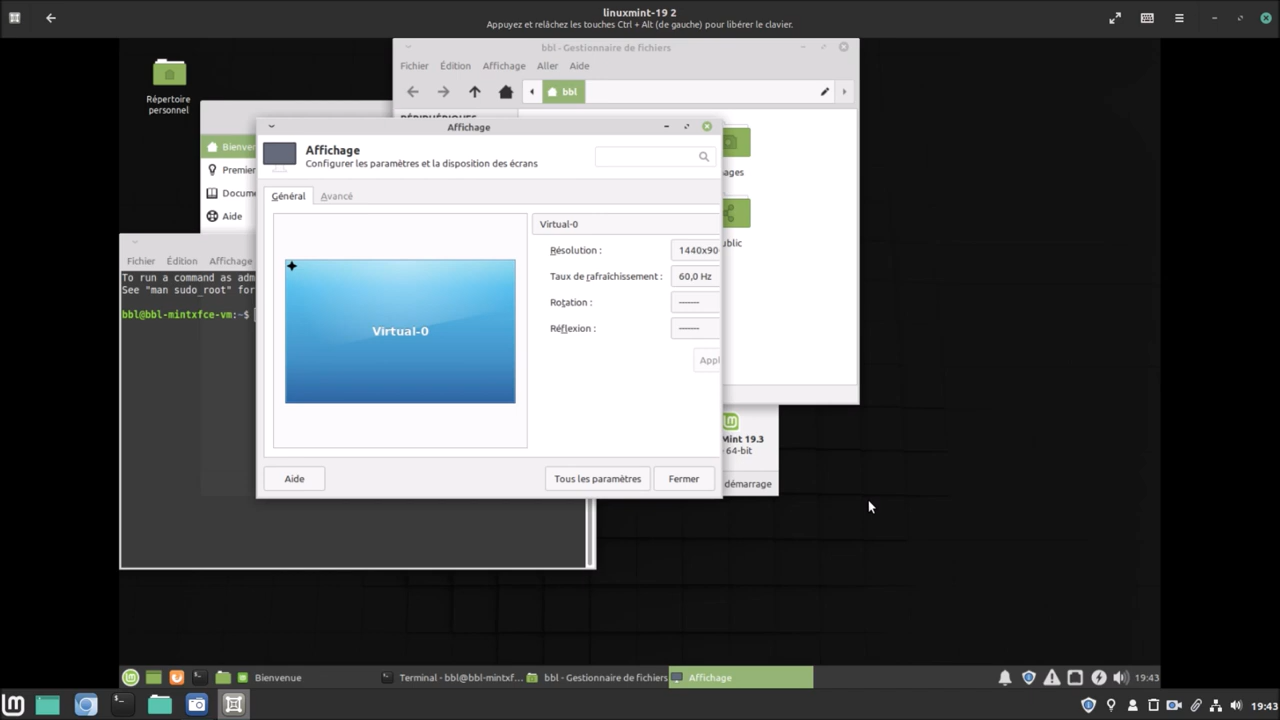 linuxmint-19 2
Appuyez et relâchez les touches Ctrl + Alt (de gauche) pour libérer le clavier.
Répertoire
personnel
bbl - Gestionnaire de fichiers
Fichier Édition Affichage Aller Aide
bbl
Affichage
Affichage
Configurer les paramètres et la disposition des écrans
Bienve
Premie
Docume
Aide
ages
ublic
Général Avancé
Virtual-0
Résolution : 1440x90
Taux de rafraîchissement : 60,0 Hz
Rotation : -------
Réflexion : -------
Appl
Virtual-0
Fichier Édition Affichage
To run a command as adm
See "man sudo_root" for
bbl@bbl-mintxfce-vm:~$
Mint 19.3
64-bit
démarrage
Aide Tous les paramètres Fermer
Bienvenue Terminal - bbl@bbl-mintxf... bbl - Gestionnaire de fichiers Affichage 19:43
19:43